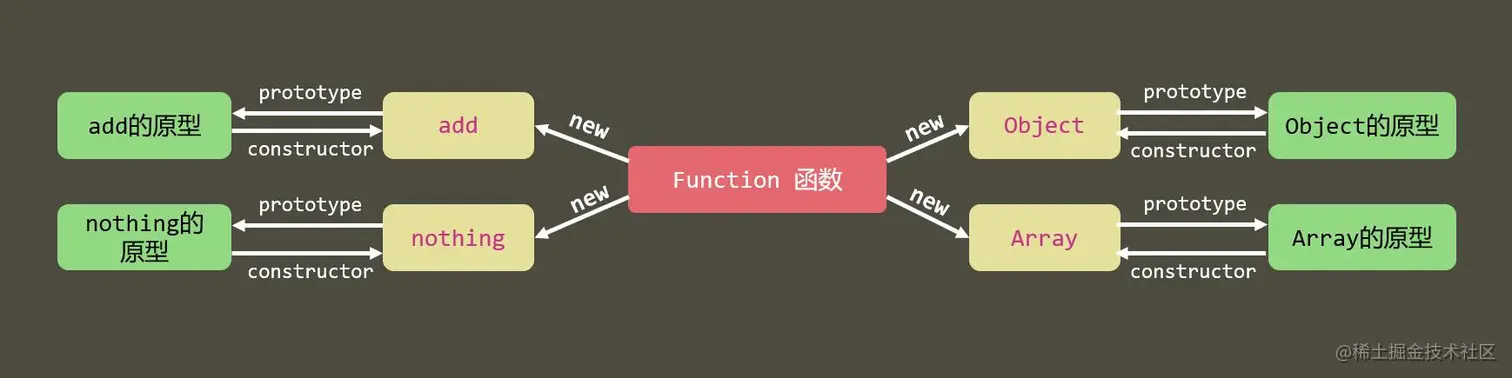 prototype
add的原型
add
constructor
new
prototype
nothing的
原型
nothing
constructor
new
Function 函数
new
Object
prototype
Object的原型
constructor
new
Array
prototype
Array的原型
constructor
@稀土掘金技术社区